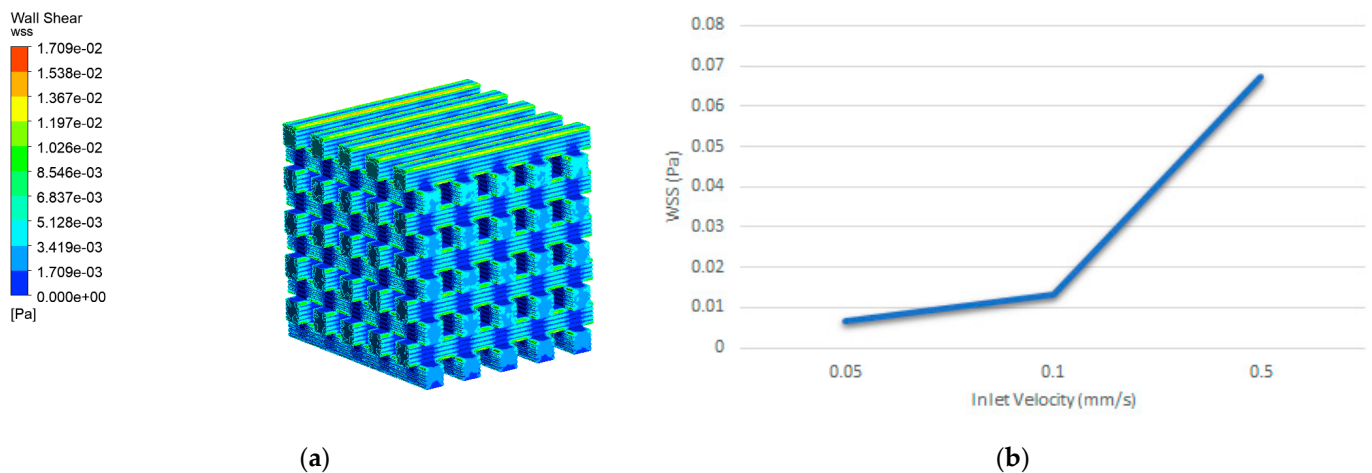 Wall Shear
wss
1.709e-02
1.538e-02
1.367e-02
1.197e-02
1.026e-02
8.546e-03
6.837e-03
5.128e-03
3.419e-03
1.709e-03
0.000e+00
[Pa]
(a)
0.08
0.07
0.06
0.05
0.04
0.03
0.02
0.01
0
WSS (Pa)
0.05 0.1 0.5
Inlet Velocity (mm/s)
(b)